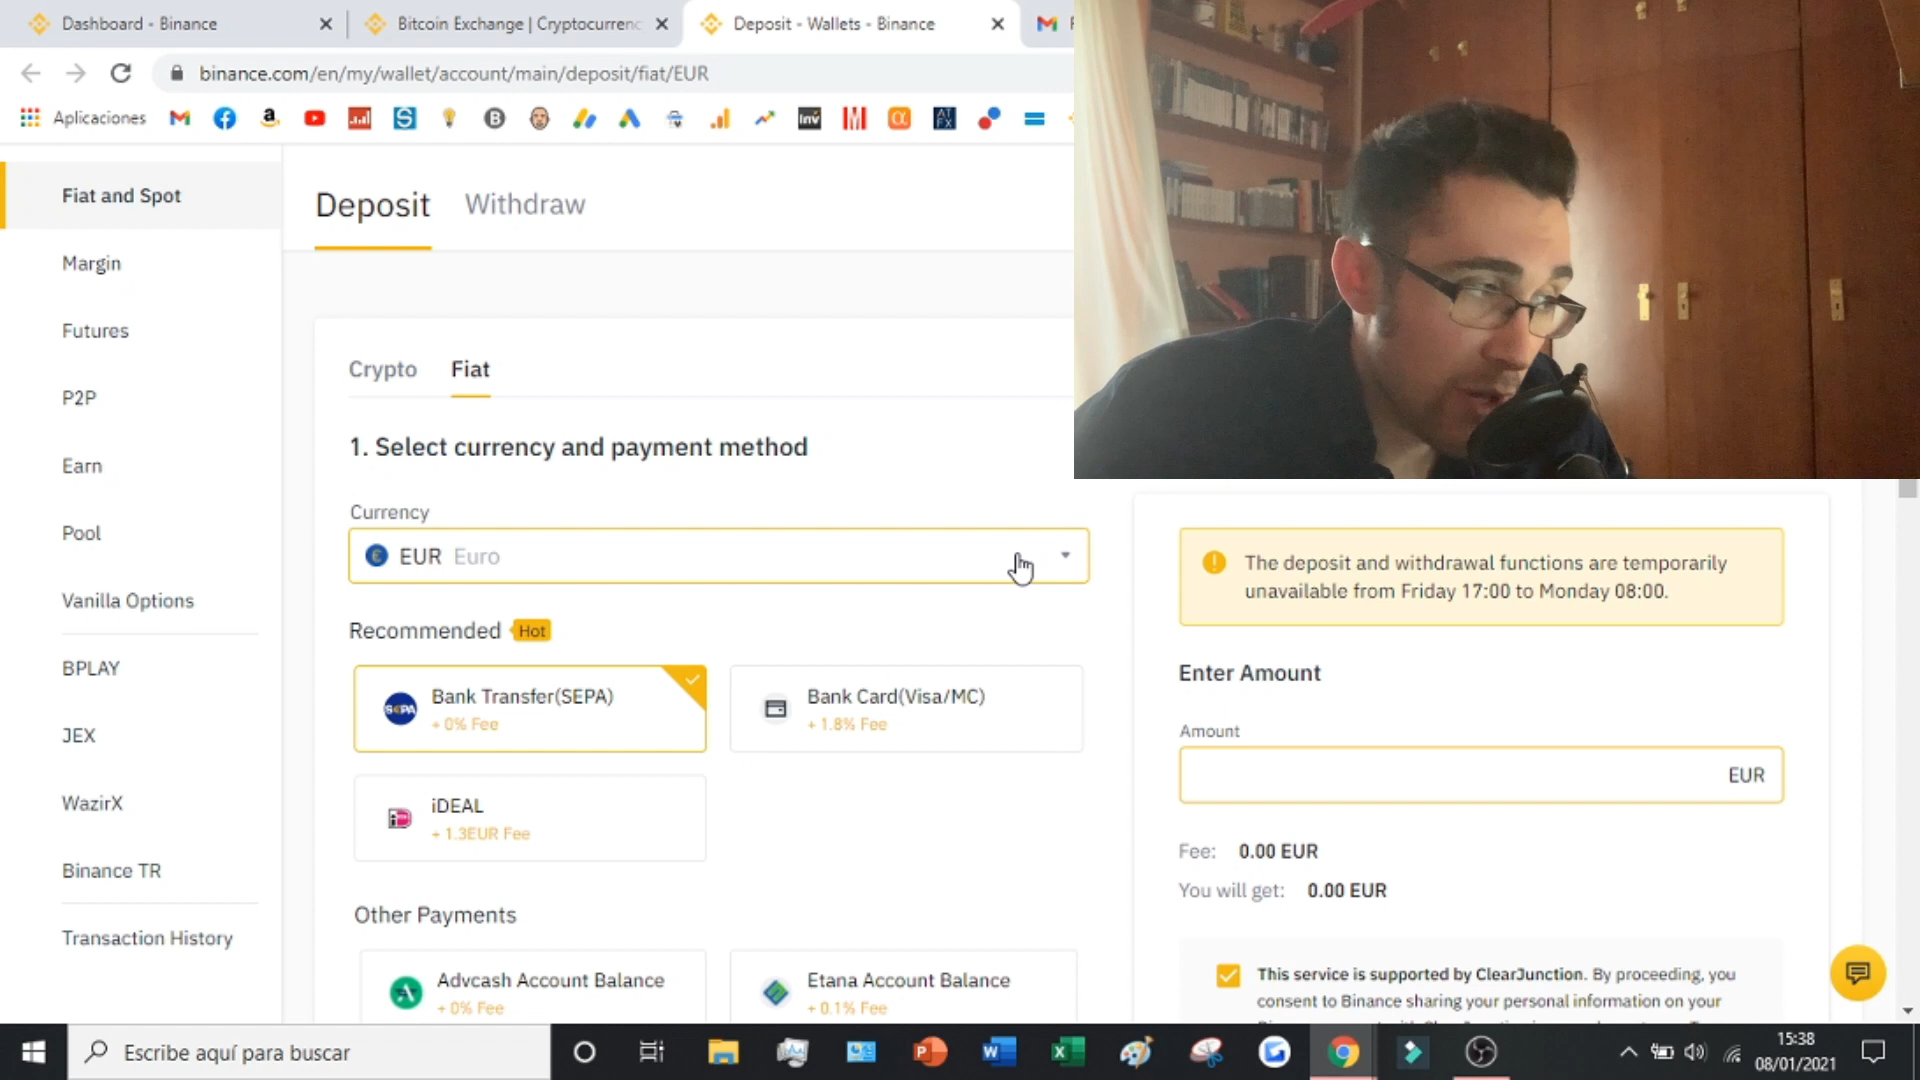 Dashboard - Binance
Bitcoin Exchange | Cryptocurrenc
Deposit - Wallets - Binance
binance.com/en/my/wallet/account/main/deposit/fiat/EUR
Aplicaciones
Fiat and Spot
Margin
Futures
P2P
Earn
Pool
Vanilla Options
BPLAY
JEX
WazirX
Binance TR
Transaction History
Deposit Withdraw
Crypto Fiat
1. Select currency and payment method
Currency
EUR Euro
Recommended Hot
Bank Transfer(SEPA)
+ 0% Fee
Bank Card(Visa/MC)
+ 1.8% Fee
iDEAL
+ 1.3EUR Fee
Other Payments
Advcash Account Balance
+ 0% Fee
Etana Account Balance
+ 0.1% Fee
The deposit and withdrawal functions are temporarily
unavailable from Friday 17:00 to Monday 08:00.
Enter Amount
Amount
EUR
Fee: 0.00 EUR
You will get: 0.00 EUR
This service is supported by ClearJunction. By proceeding, you
consent to Binance sharing your personal information on your
Escribe aquí para buscar
15:38
08/01/2021